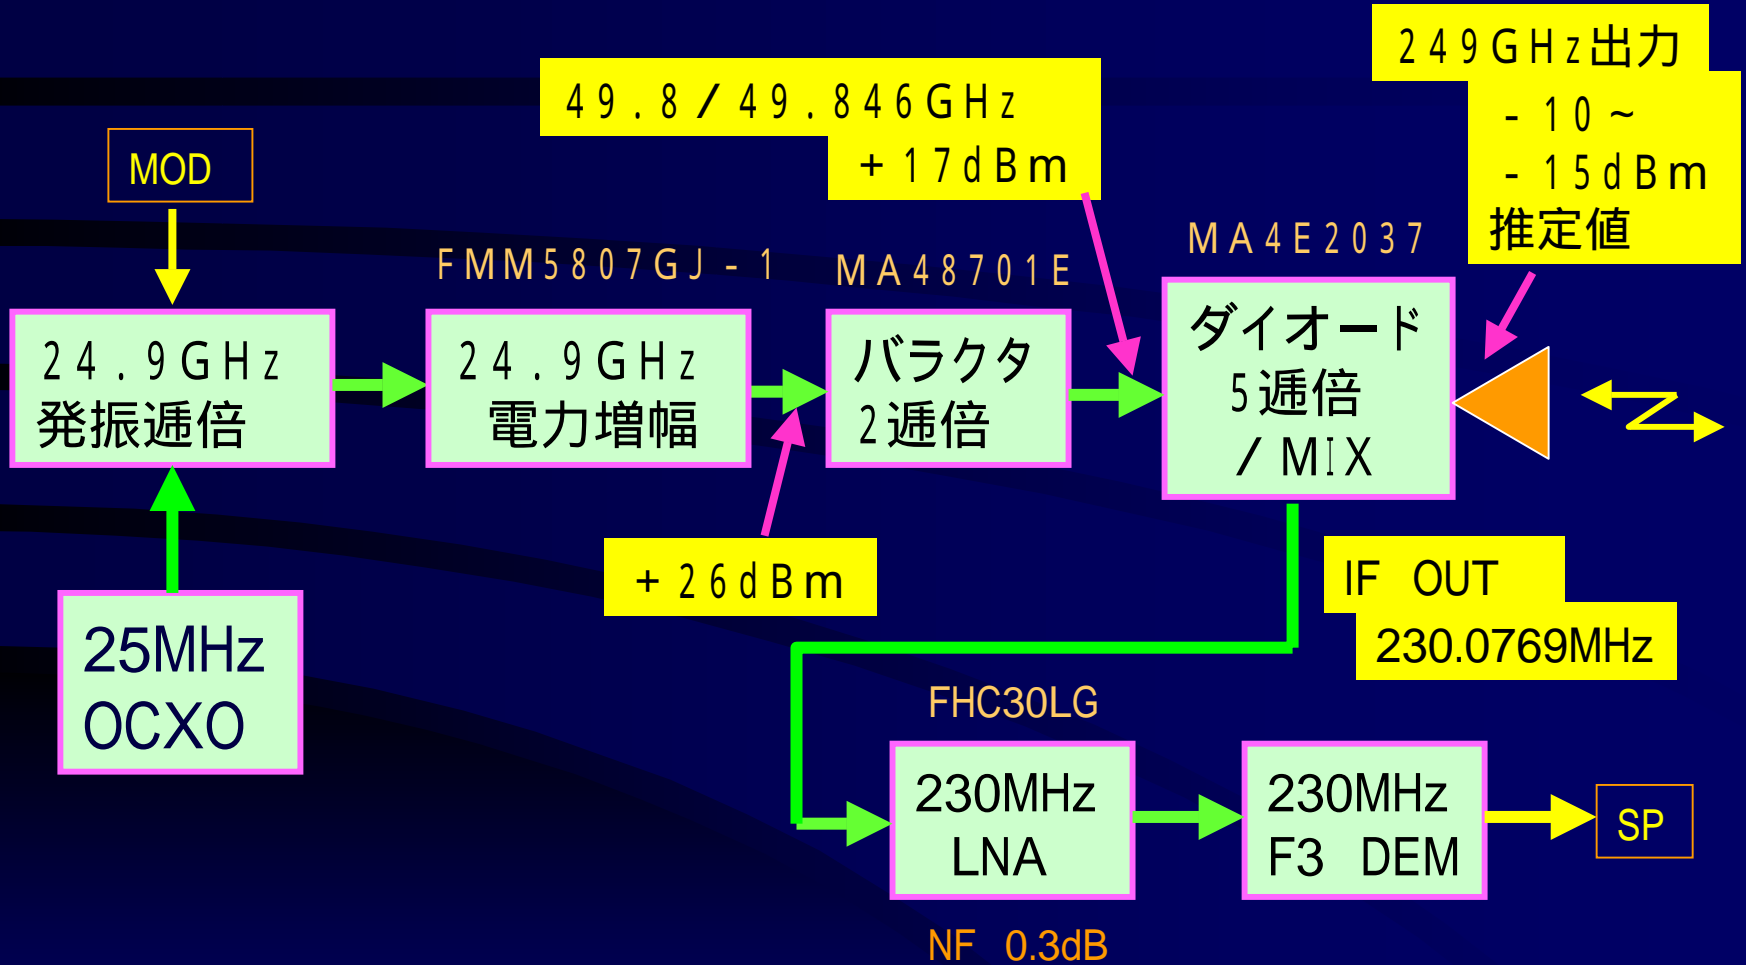 249GHz出力
-10~
-15dBm
推定値
49.8/49.846GHz
+17dBm
MOD
FMM5807GJ-1
MA48701E
MA4E2037
24.9GHz
発振逓倍
24.9GHz
電力増幅
バラクタ
2逓倍
ダイオード
5逓倍
/MIX
+26dBm
25MHz
OCXO
IF OUT
230.0769MHz
FHC30LG
230MHz
LNA
230MHz
F3 DEM
SP
NF 0.3dB